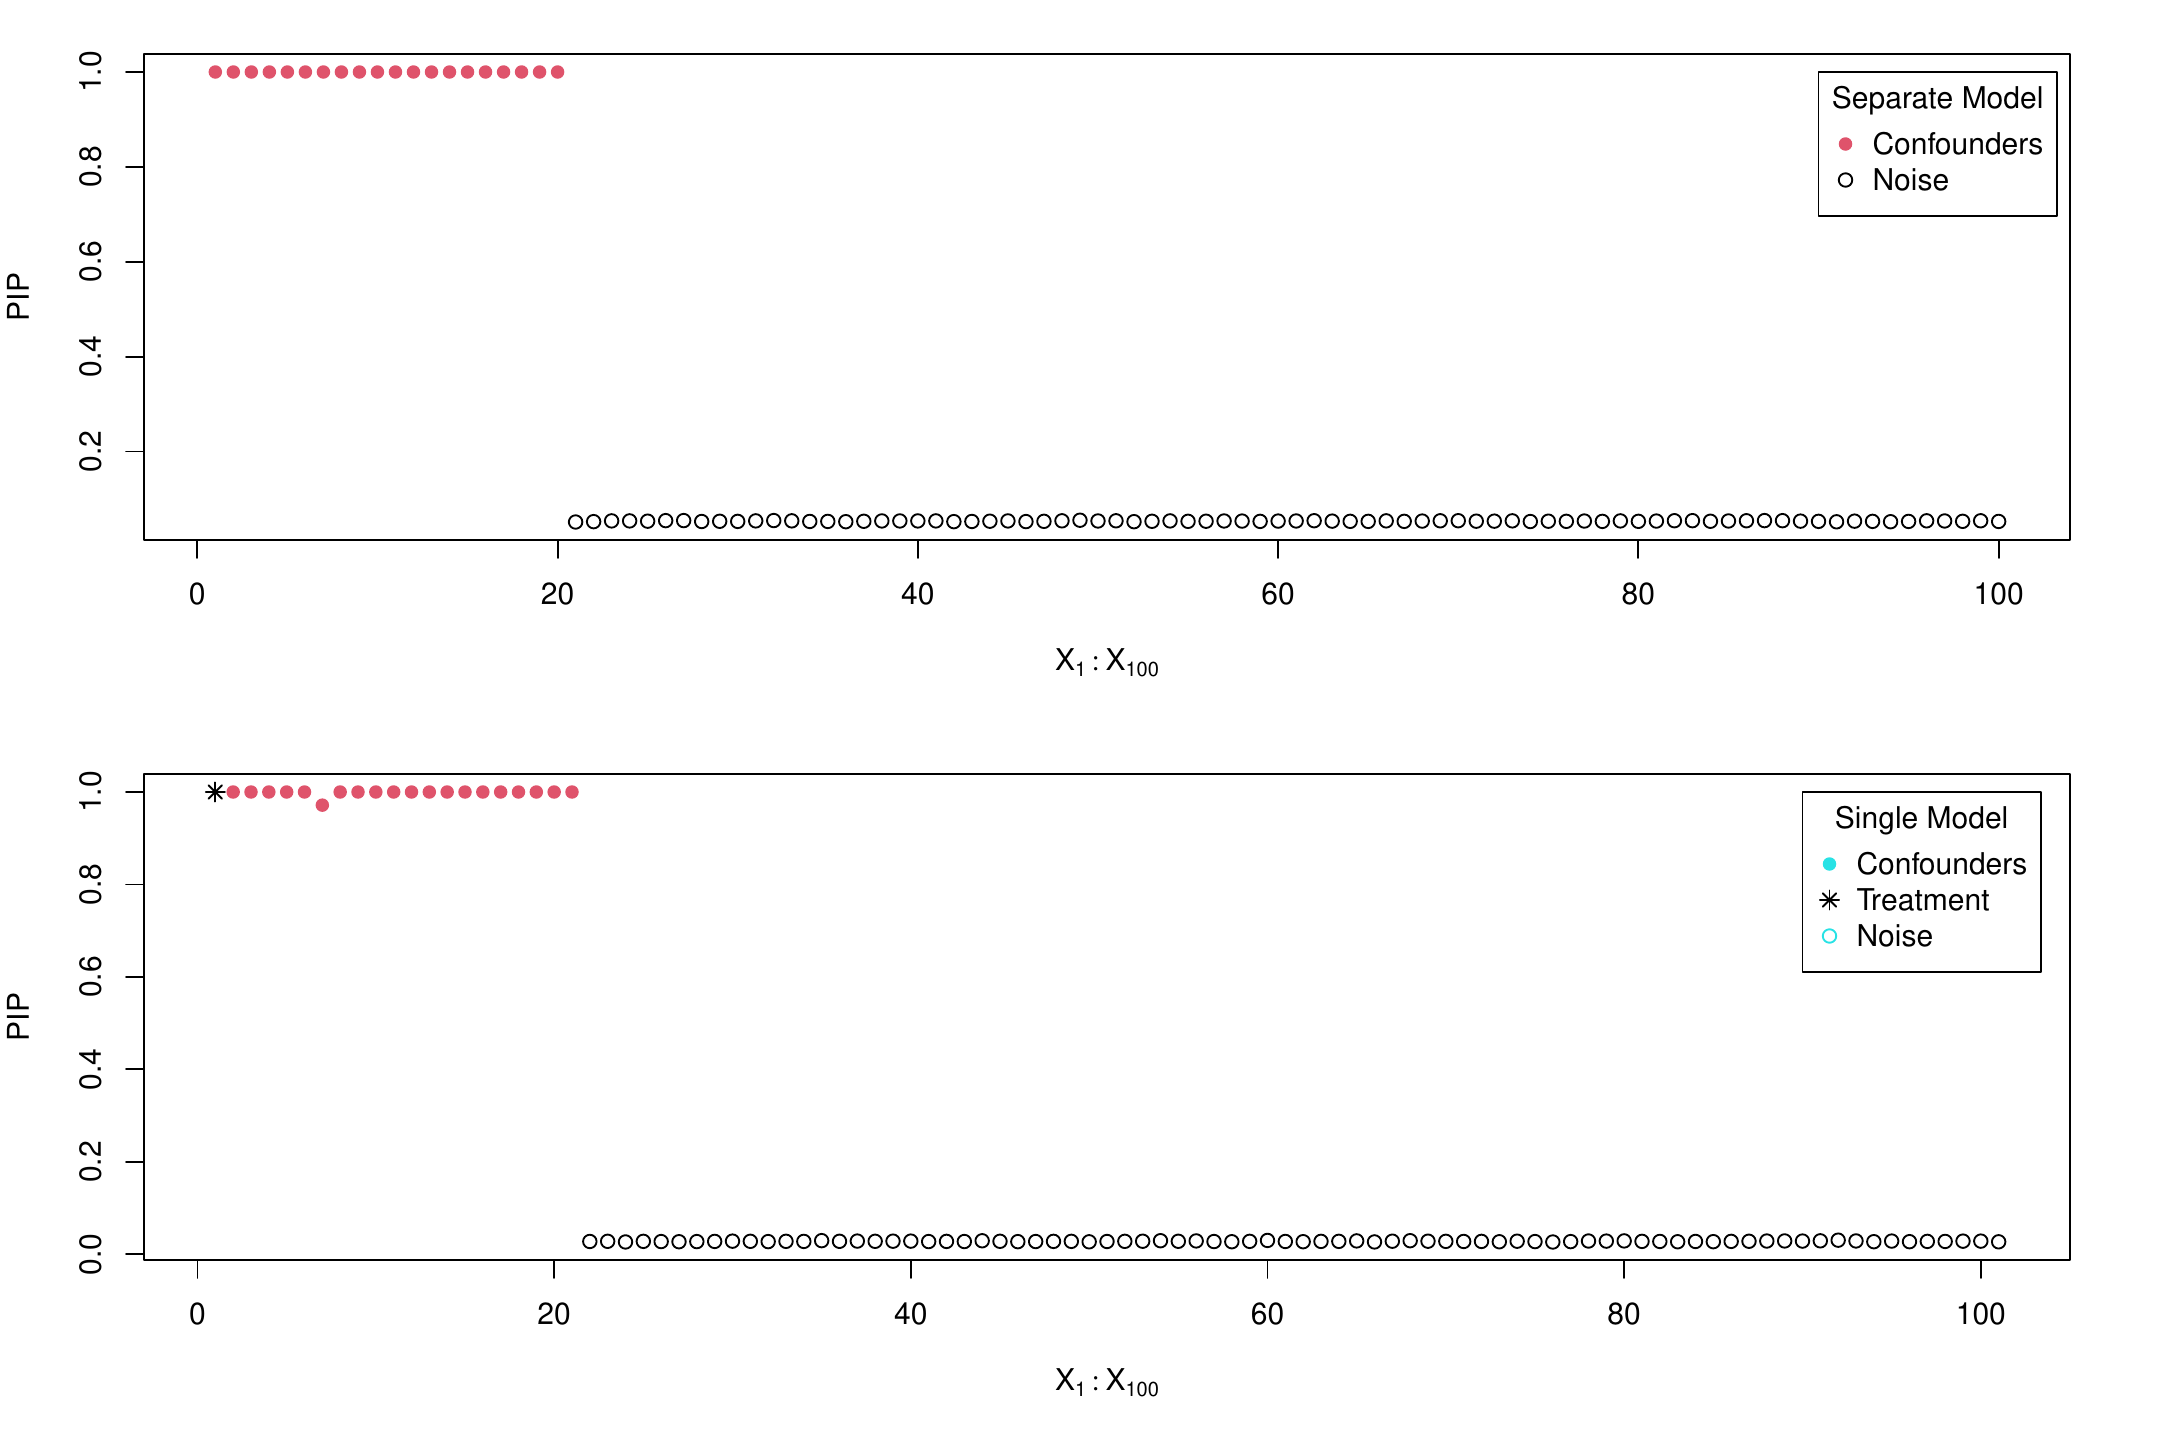 1.0
0.8
0.6
0.4
0.2
PIP
Separate Model
Confounders
Noise
0 20 40 60 80 100
X₁ : X₁₀₀
1.0
0.8
0.6
0.4
0.2
0.0
PIP
Single Model
Confounders
Treatment
Noise
0 20 40 60 80 100
X₁ : X₁₀₀